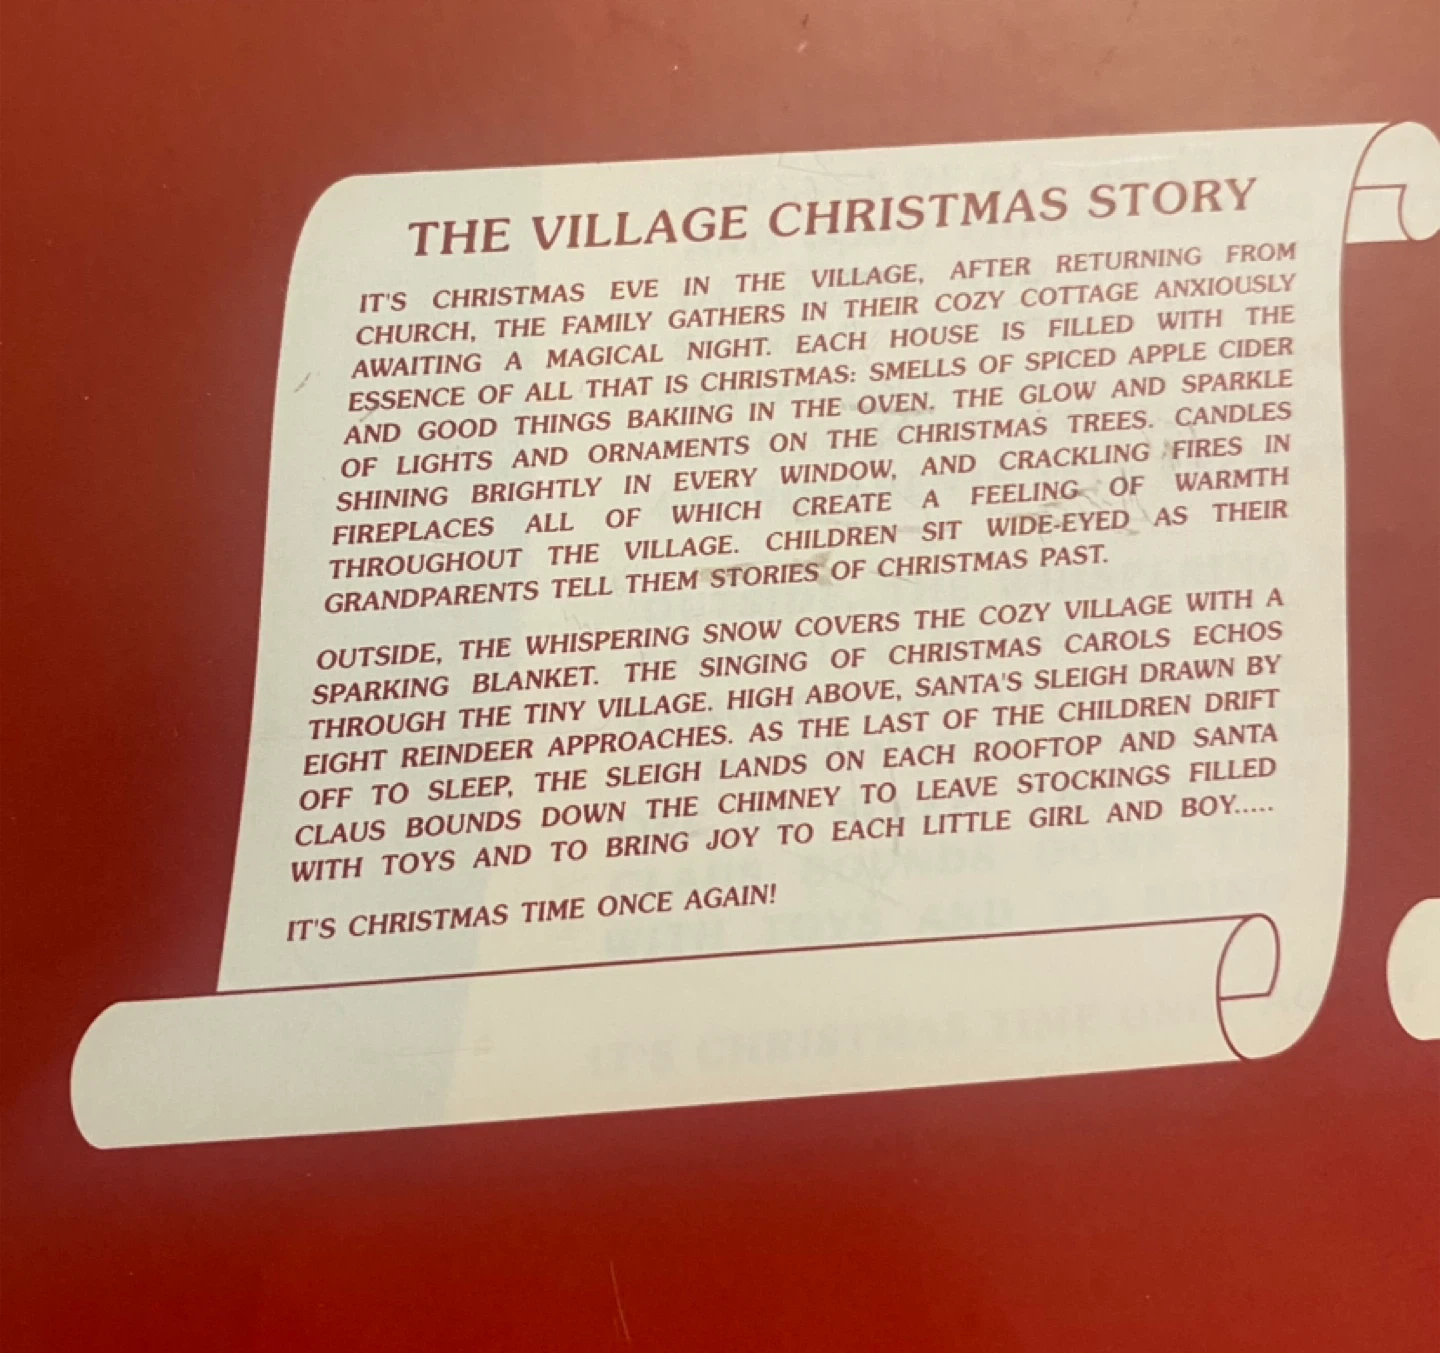 THE VILLAGE CHRISTMAS STORY
IT'S CHRISTMAS EVE IN THE VILLAGE, AFTER RETURNING FROM
CHURCH, THE FAMILY GATHERS IN THEIR COZY COTTAGE ANXIOUSLY
AWAITING A MAGICAL NIGHT. EACH HOUSE IS FILLED WITH THE
ESSENCE OF ALL THAT IS CHRISTMAS: SMELLS OF SPICED APPLE CIDER
AND GOOD THINGS BAKIING IN THE OVEN. THE GLOW AND SPARKLE
OF LIGHTS AND ORNAMENTS ON THE CHRISTMAS TREES. CANDLES
SHINING BRIGHTLY IN EVERY WINDOW, AND CRACKLING FIRES IN
FIREPLACES ALL OF WHICH CREATE A FEELING OF WARMTH
THROUGHOUT THE VILLAGE. CHILDREN SIT WIDE-EYED AS THEIR
GRANDPARENTS TELL THEM STORIES OF CHRISTMAS PAST.
OUTSIDE, THE WHISPERING SNOW COVERS THE COZY VILLAGE WITH A
SPARKING BLANKET. THE SINGING OF CHRISTMAS CAROLS ECHOS
THROUGH THE TINY VILLAGE. HIGH ABOVE, SANTA'S SLEIGH DRAWN BY
EIGHT REINDEER APPROACHES. AS THE LAST OF THE CHILDREN DRIFT
OFF TO SLEEP, THE SLEIGH LANDS ON EACH ROOFTOP AND SANTA
CLAUS BOUNDS DOWN THE CHIMNEY TO LEAVE STOCKINGS FILLED
WITH TOYS AND TO BRING JOY TO EACH LITTLE GIRL AND BOY.....
IT'S CHRISTMAS TIME ONCE AGAIN!